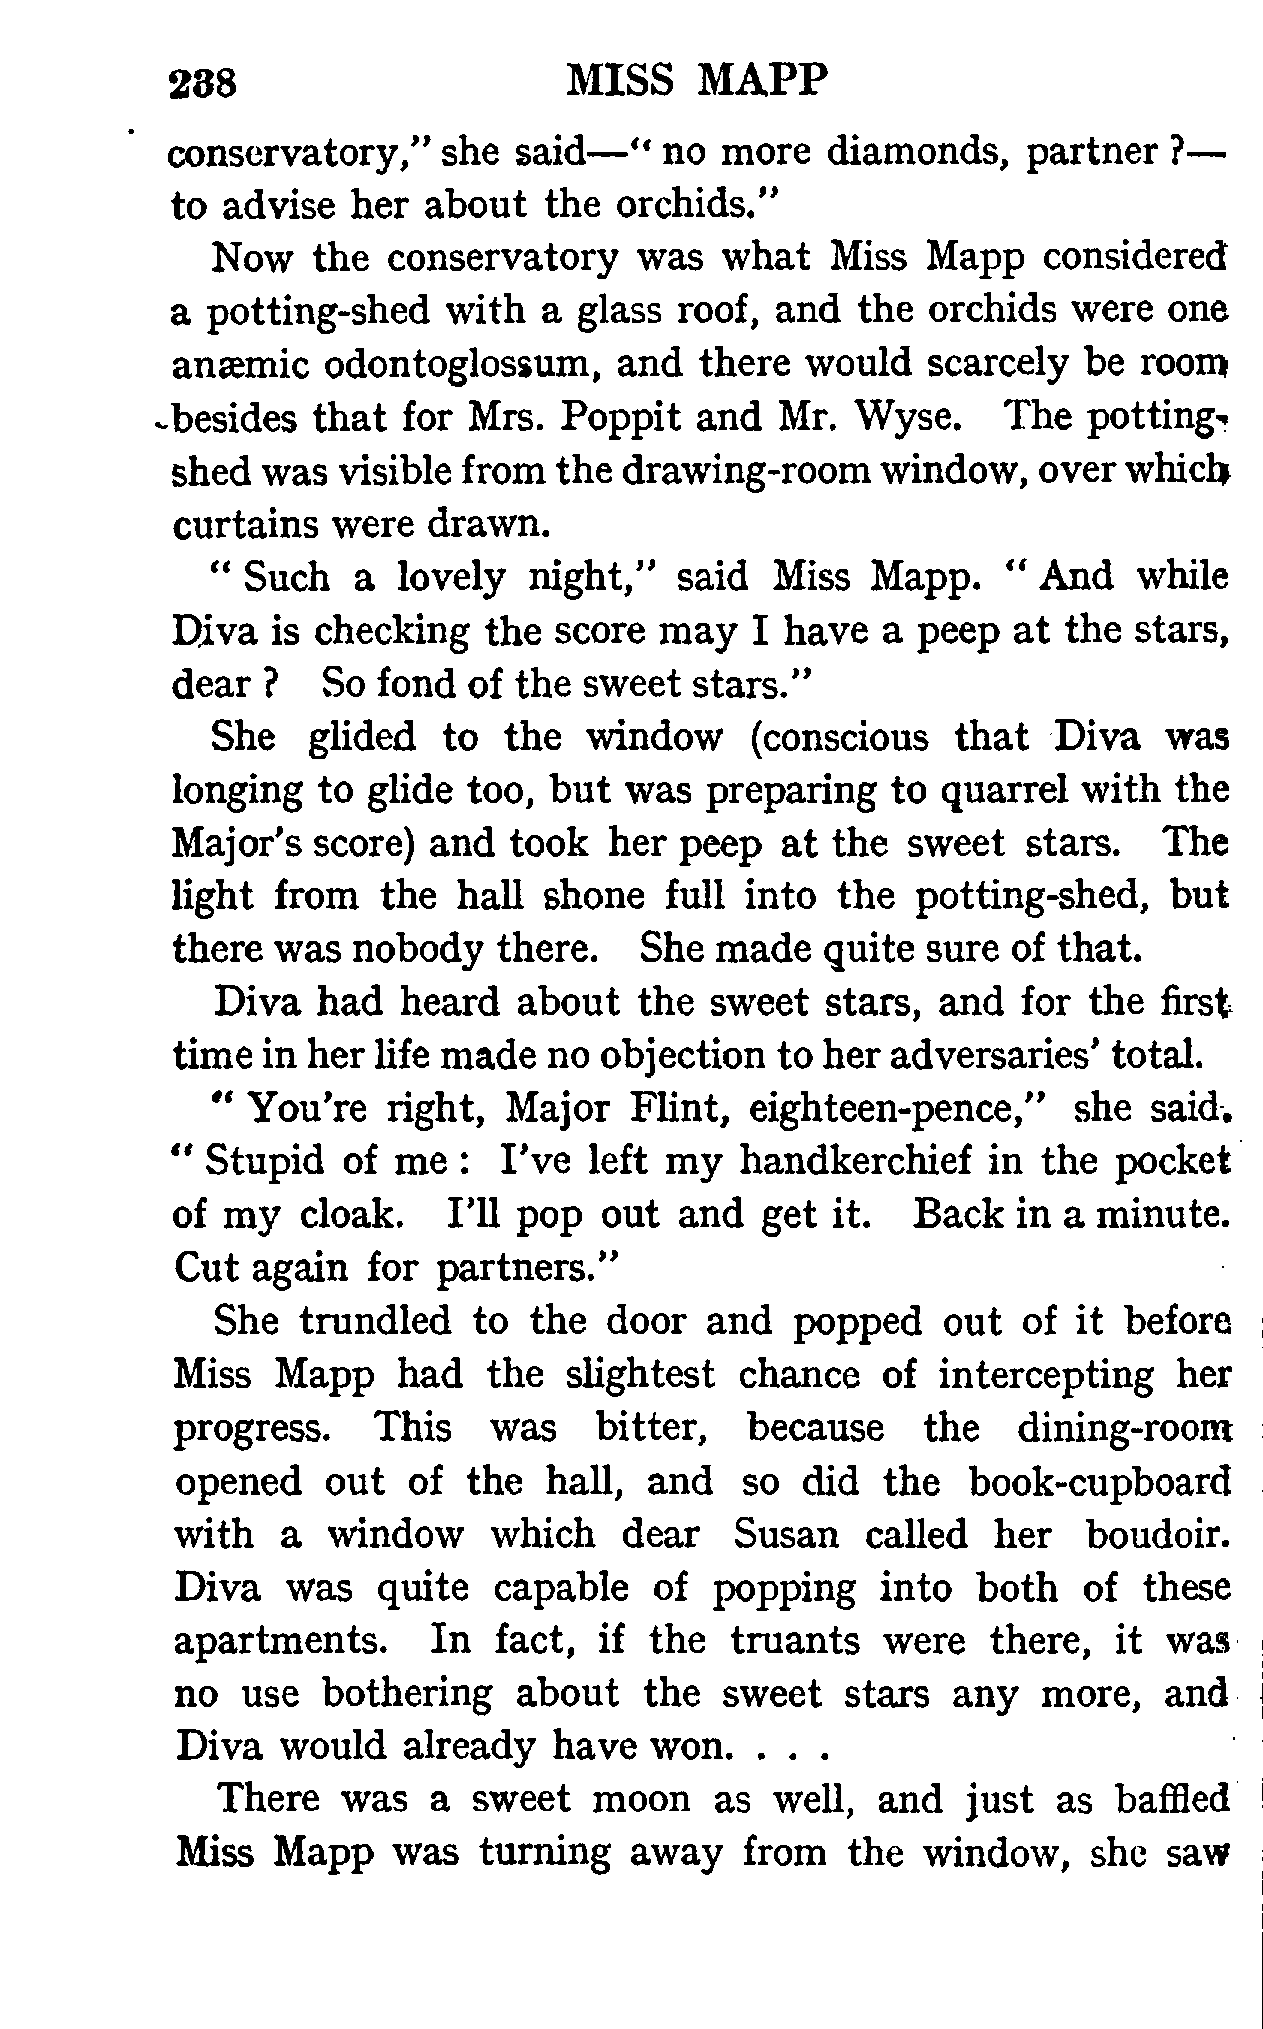 238 MISS MAPP
conservatory," she said—" no more diamonds, partner ?—
to advise her about the orchids."
Now the conservatory was what Miss Mapp considered
a potting-shed with a glass roof, and the orchids were one
anæmic odontoglossum, and there would scarcely be room
besides that for Mrs. Poppit and Mr. Wyse. The potting-
shed was visible from the drawing-room window, over which
curtains were drawn.
" Such a lovely night," said Miss Mapp. " And while
Diva is checking the score may I have a peep at the stars,
dear ? So fond of the sweet stars."
She glided to the window (conscious that Diva was
longing to glide too, but was preparing to quarrel with the
Major's score) and took her peep at the sweet stars. The
light from the hall shone full into the potting-shed, but
there was nobody there. She made quite sure of that.
Diva had heard about the sweet stars, and for the first
time in her life made no objection to her adversaries' total.
" You're right, Major Flint, eighteen-pence," she said.
" Stupid of me : I've left my handkerchief in the pocket
of my cloak. I'll pop out and get it. Back in a minute.
Cut again for partners."
She trundled to the door and popped out of it before
Miss Mapp had the slightest chance of intercepting her
progress. This was bitter, because the dining-room
opened out of the hall, and so did the book-cupboard
with a window which dear Susan called her boudoir.
Diva was quite capable of popping into both of these
apartments. In fact, if the truants were there, it was
no use bothering about the sweet stars any more, and
Diva would already have won. . . .
There was a sweet moon as well, and just as baffled
Miss Mapp was turning away from the window, she saw